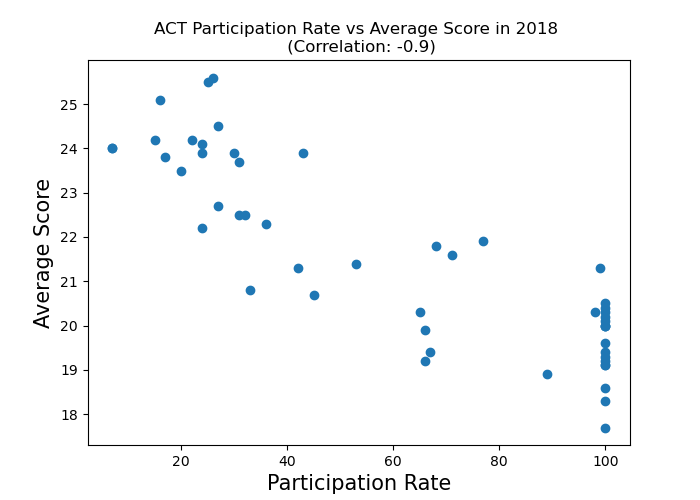 ACT Participation Rate vs Average Score in 2018
(Correlation: -0.9)
25
24
23
22
21
20
19
18
Average Score
20 40 60 80 100
Participation Rate